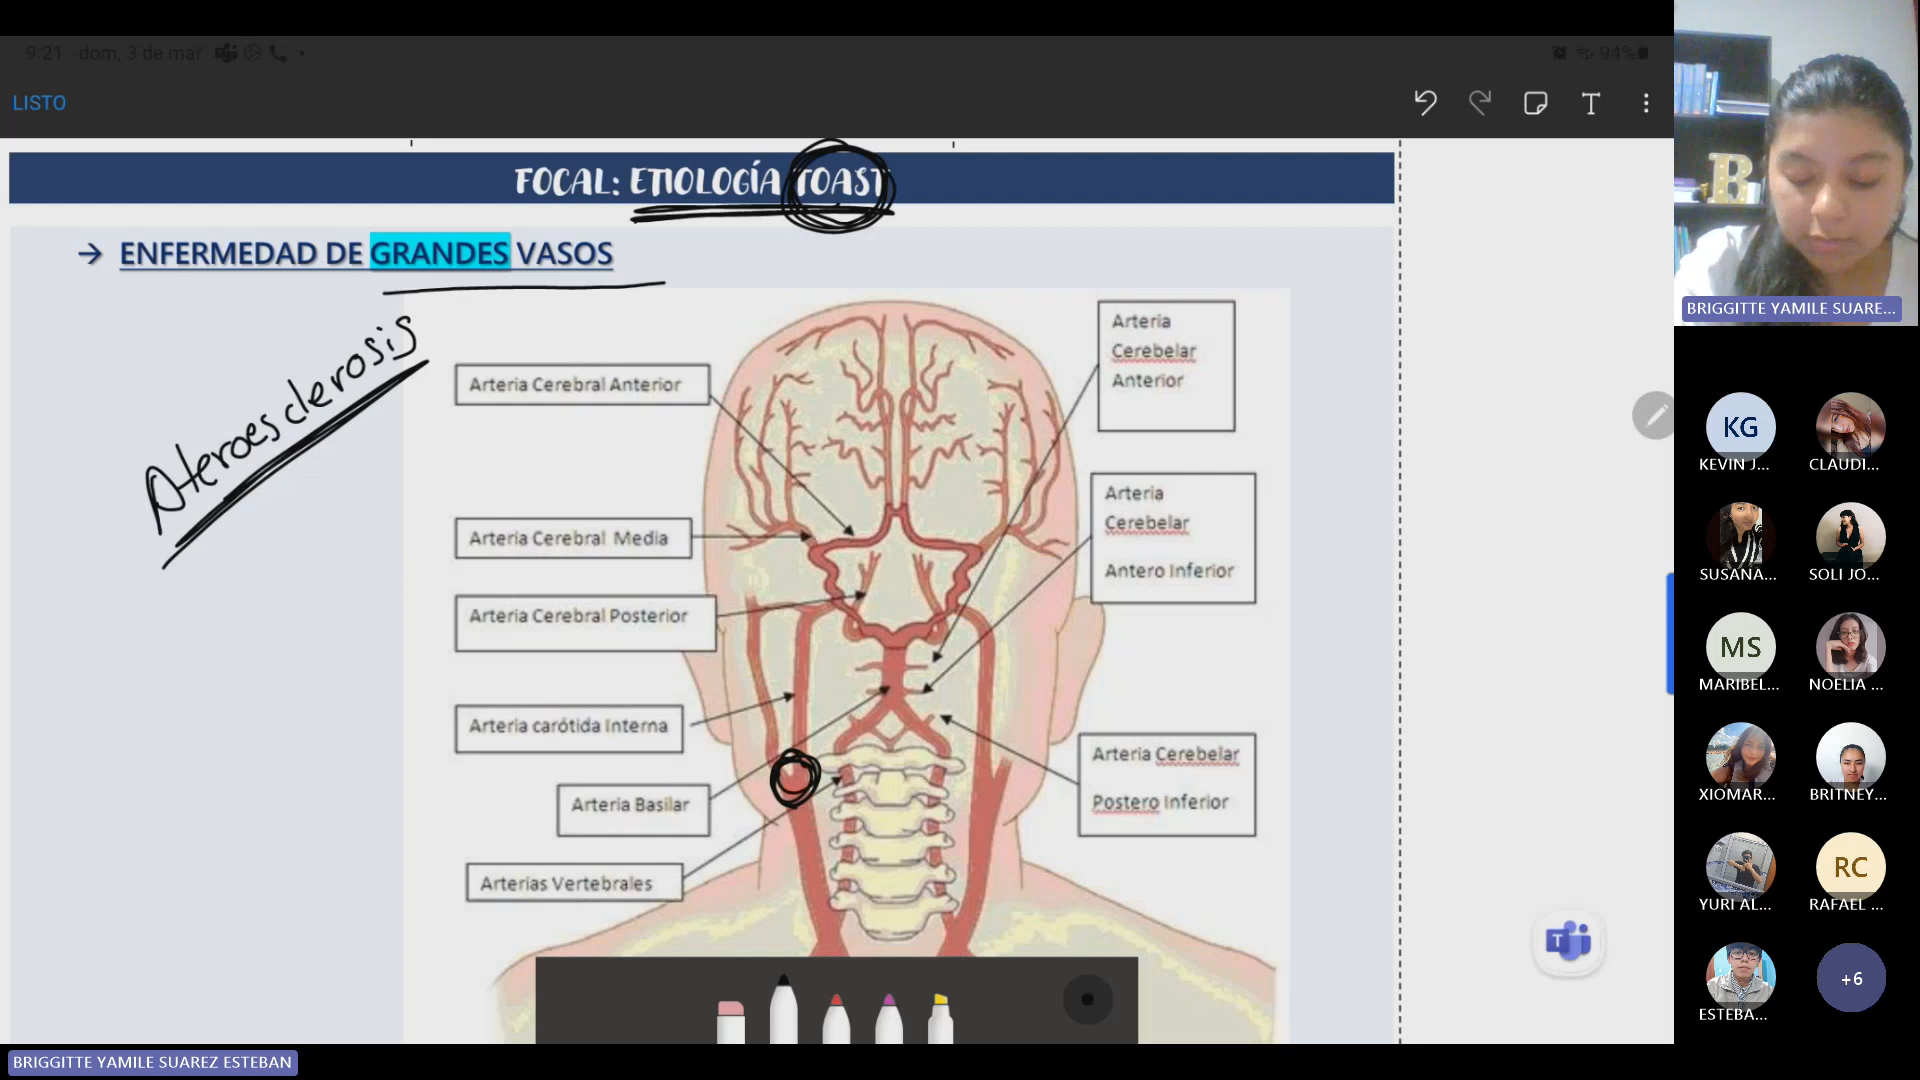 9:21 dom, 3 de mar
94%
LISTO
FOCAL: ETIOLOGÍA TOAST
→ ENFERMEDAD DE GRANDES VASOS
Ateroesclerosis
Arteria Cerebral Anterior
Arteria Cerebral Media
Arteria Cerebral Posterior
Arteria carótida Interna
Arteria Basilar
Arterias Vertebrales
Arteria
Cerebelar
Anterior
Arteria
Cerebelar
Antero Inferior
Arteria Cerebelar
Postero Inferior
BRIGGITTE YAMILE SUARE...
B
KG
KEVIN J...
CLAUDI...
SUSANA...
SOLI JO...
MS
MARIBEL...
NOELIA ...
XIOMAR...
BRITNEY...
YURI AL...
RC
RAFAEL ...
ESTEBA...
+6
BRIGGITTE YAMILE SUAREZ ESTEBAN